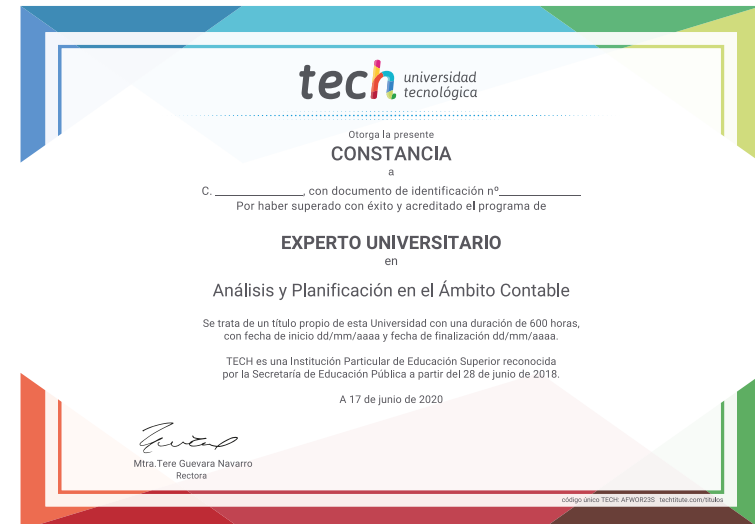 tech universidad
tecnológica
Otorga la presente
CONSTANCIA
a
C. ________________, con documento de identificación nº_______________
Por haber superado con éxito y acreditado el programa de
EXPERTO UNIVERSITARIO
en
Análisis y Planificación en el Ámbito Contable
Se trata de un título propio de esta Universidad con una duración de 600 horas,
con fecha de inicio dd/mm/aaaa y fecha de finalización dd/mm/aaaa.
TECH es una Institución Particular de Educación Superior reconocida
por la Secretaría de Educación Pública a partir del 28 de junio de 2018.
A 17 de junio de 2020
Mtra.Tere Guevara Navarro
Rectora
código único TECH: AFWOR23S techtitute.com/titulos